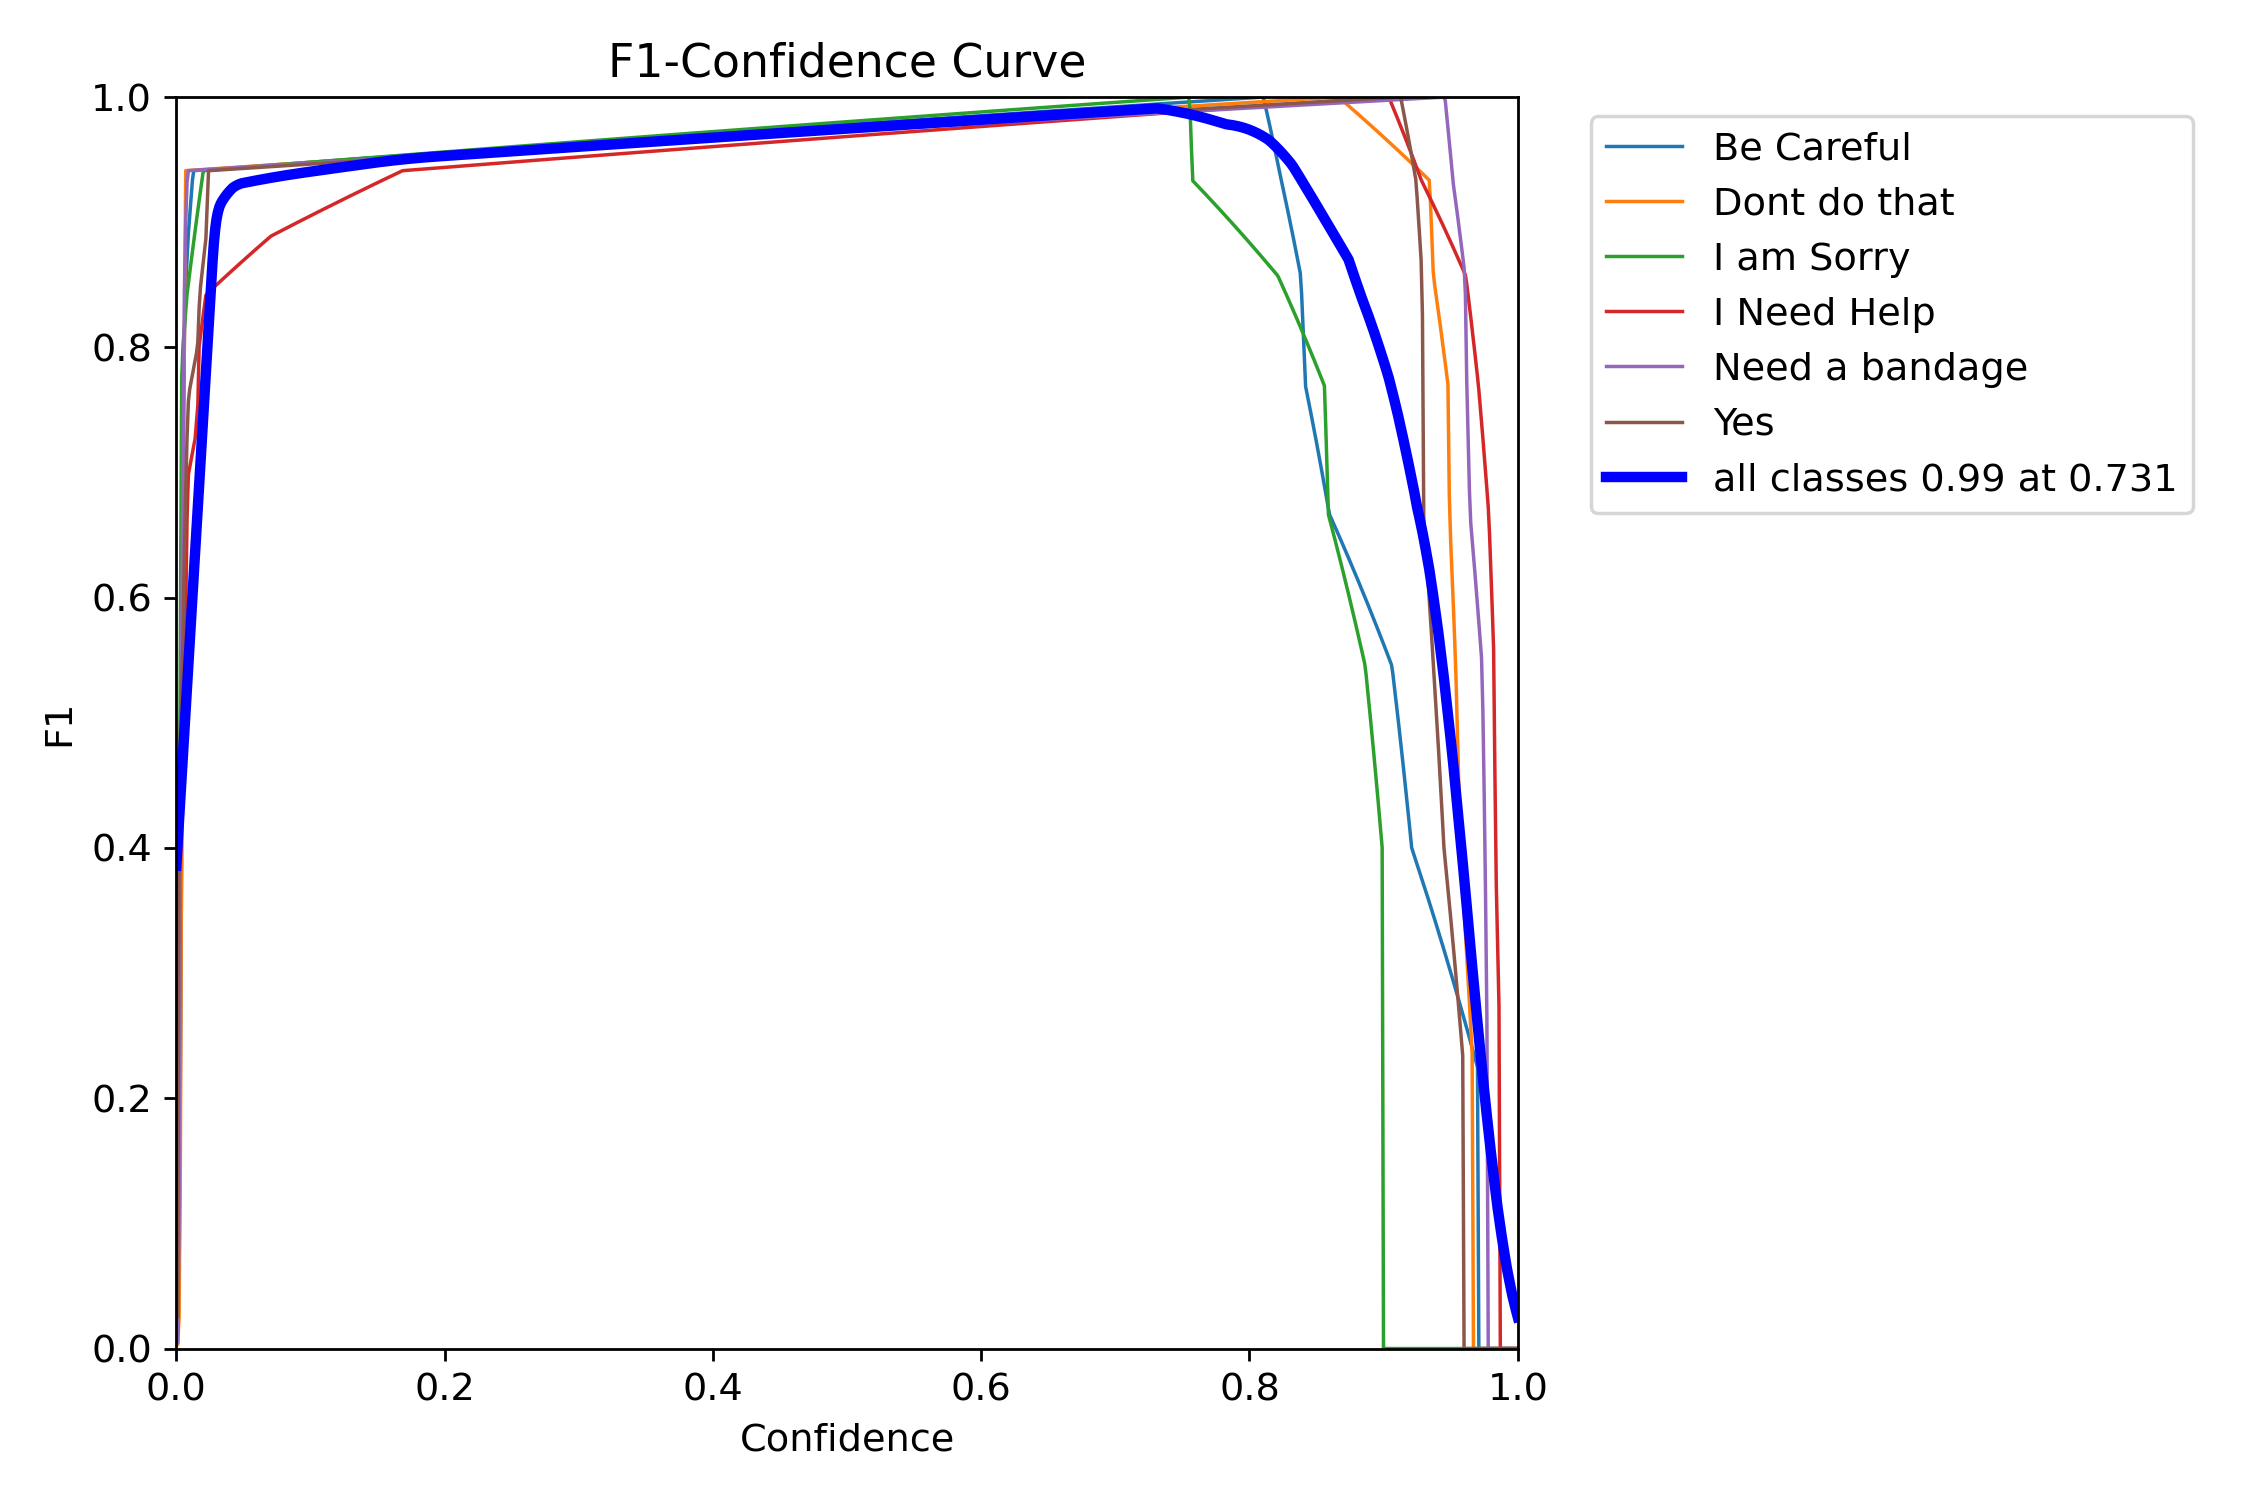 F1-Confidence Curve
1.0
0.8
0.6
0.4
0.2
0.0
F1
0.0 0.2 0.4 0.6 0.8 1.0
Confidence
Be Careful
Dont do that
I am Sorry
I Need Help
Need a bandage
Yes
all classes 0.99 at 0.731